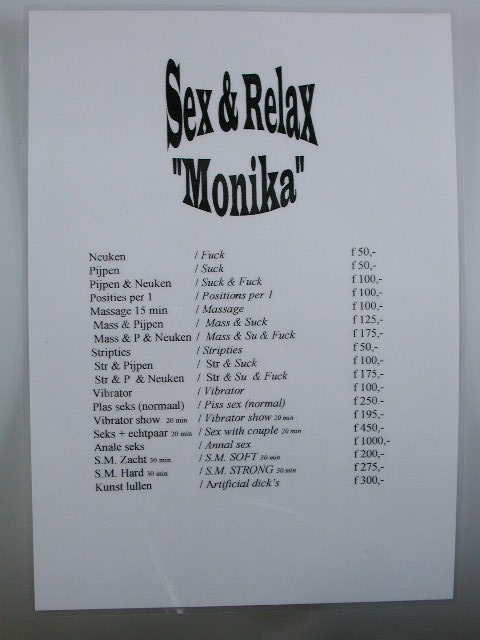 Sex & Relax
"Monika"
Neuken / Fuck f 50,-
Pijpen / Suck f 50,-
Pijpen & Neuken / Suck & Fuck f 100,-
Posities per 1 / Positions per 1 f 100,-
Massage 15 min / Massage f 100,-
Mass & Pijpen / Mass & Suck f 125,-
Mass & P & Neuken / Mass & Su & Fuck f 175,-
Stripties / Stripties f 50,-
Str & Pijpen / Str & Suck f 100,-
Str & P & Neuken / Str & Su & Fuck f 175,-
Vibrator / Vibrator f 100,-
Plas seks (normaal) / Piss sex (normal) f 250.-
Vibrator show 20 min / Vibrator show 20 min f 195,-
Seks + echtpaar 20 min / Sex with couple 20 min f 450,-
Anale seks / Annal sex f 1000,-
S.M. Zacht 30 min / S.M. SOFT 30 min f 200,-
S.M. Hard 30 min / S.M. STRONG 30 min f 275,-
Kunst lullen / Artificial dick's f 300,-